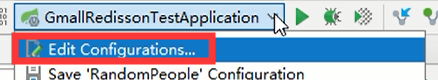 GmallRedissonTestApplication
Edit Configurations...
Save 'RandomPeople' Configuration